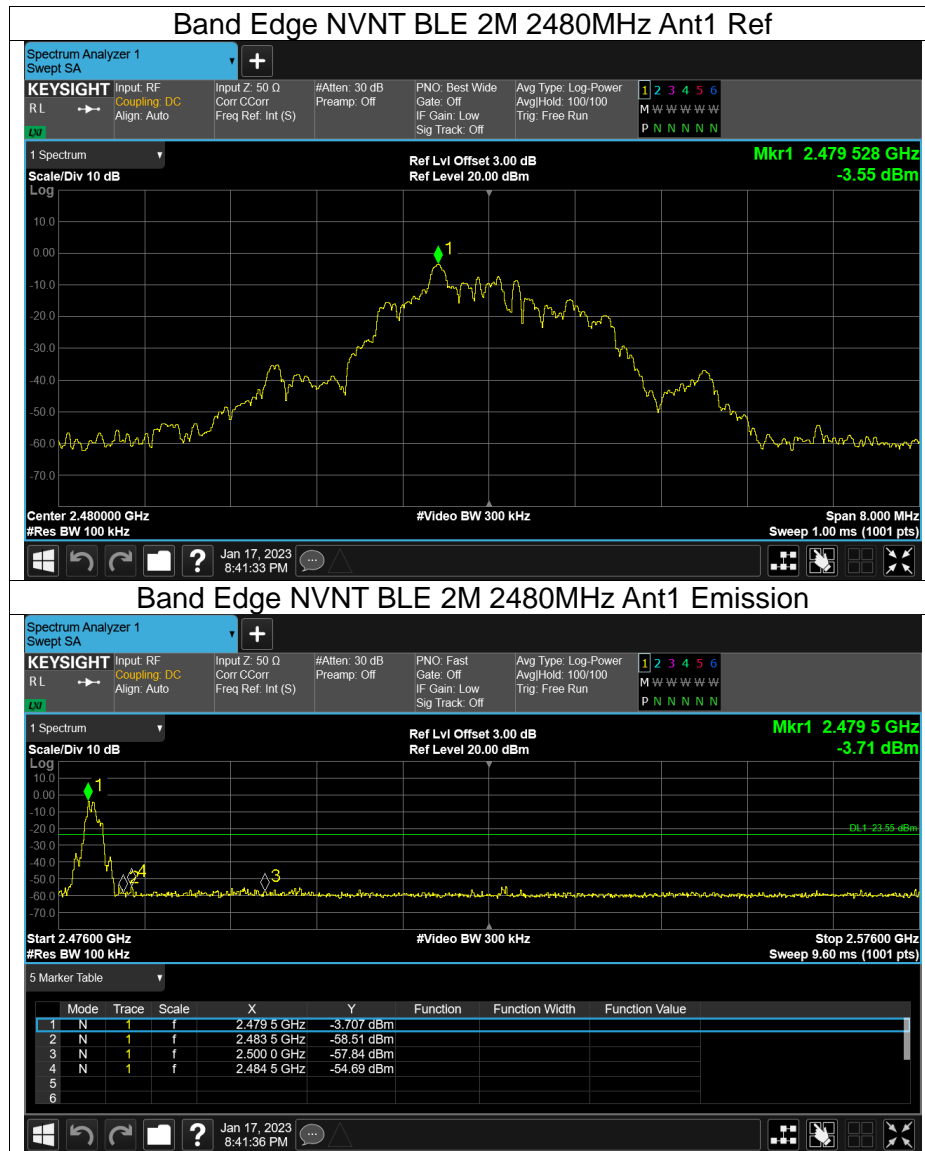 Band Edge NVNT BLE 2M 2480MHz Ant1 Ref
Spectrum Analyzer 1
Swept SA
+
KEYSIGHT Input: RF Input Z: 50 Ω #Atten: 30 dB PNO: Best Wide Avg Type: Log-Power 1 2 3 4 5 6
RL Coupling: DC Corr CCorr Preamp: Off Gate: Off Avg|Hold: 100/100 M W W W W W
Align: Auto Freq Ref: Int (S) IF Gain: Low Trig: Free Run
LXI Sig Track: Off P N N N N N
1 Spectrum Ref Lvl Offset 3.00 dB Mkr1 2.479 528 GHz
Scale/Div 10 dB Ref Level 20.00 dBm -3.55 dBm
Log
10.0
0.00
1
-10.0
-20.0
-30.0
-40.0
-50.0
-60.0
-70.0
Center 2.480000 GHz #Video BW 300 kHz Span 8.000 MHz
#Res BW 100 kHz Sweep 1.00 ms (1001 pts)
? Jan 17, 2023
8:41:33 PM
Band Edge NVNT BLE 2M 2480MHz Ant1 Emission
Spectrum Analyzer 1
Swept SA
+
KEYSIGHT Input: RF Input Z: 50 Ω #Atten: 30 dB PNO: Fast Avg Type: Log-Power 1 2 3 4 5 6
RL Coupling: DC Corr CCorr Preamp: Off Gate: Off Avg|Hold: 100/100 M W W W W W
Align: Auto Freq Ref: Int (S) IF Gain: Low Trig: Free Run
LXI Sig Track: Off P N N N N N
1 Spectrum Ref Lvl Offset 3.00 dB Mkr1 2.479 5 GHz
Scale/Div 10 dB Ref Level 20.00 dBm -3.71 dBm
Log
10.0
1
0.00
-10.0
-20.0
DL1 -23.55 dBm
-30.0
-40.0
-50.0
2 4 3
-60.0
-70.0
Start 2.47600 GHz #Video BW 300 kHz Stop 2.57600 GHz
#Res BW 100 kHz Sweep 9.60 ms (1001 pts)
5 Marker Table
Mode Trace Scale X Y Function Function Width Function Value
1 N 1 f 2.479 5 GHz -3.707 dBm
2 N 1 f 2.483 5 GHz -58.51 dBm
3 N 1 f 2.500 0 GHz -57.84 dBm
4 N 1 f 2.484 5 GHz -54.69 dBm
5
6
? Jan 17, 2023
8:41:36 PM